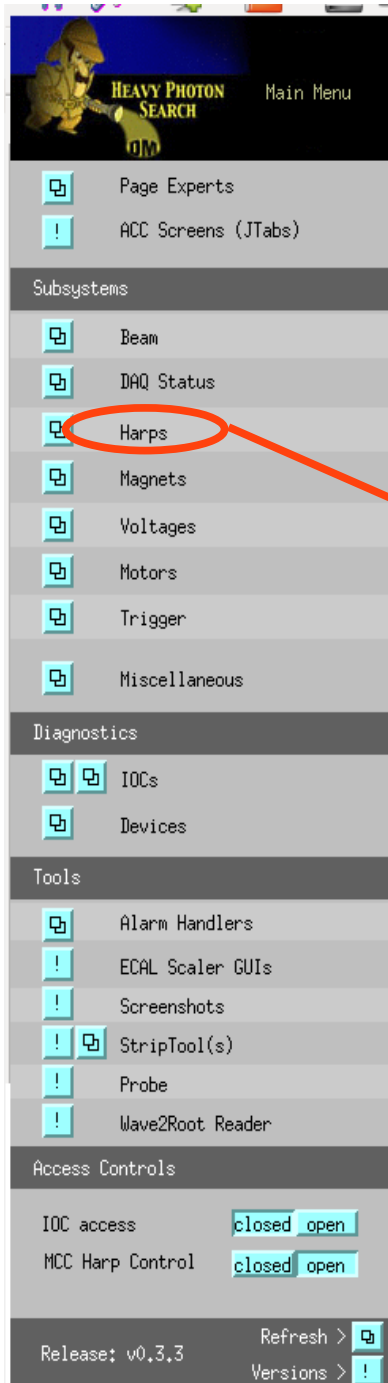 HEAVY PHOTON
SEARCH
Main Menu
Page Experts
! ACC Screens (JTabs)
Subsystems
Beam
DAQ Status
Harps
Magnets
Voltages
Motors
Trigger
Miscellaneous
Diagnostics
IOCs
Devices
Tools
Alarm Handlers
! ECAL Scaler GUIs
! Screenshots
! StripTool(s)
! Probe
! Wave2Root Reader
Access Controls
IOC access closed open
MCC Harp Control closed open
Refresh >
Release: v0.3.3
Versions > !